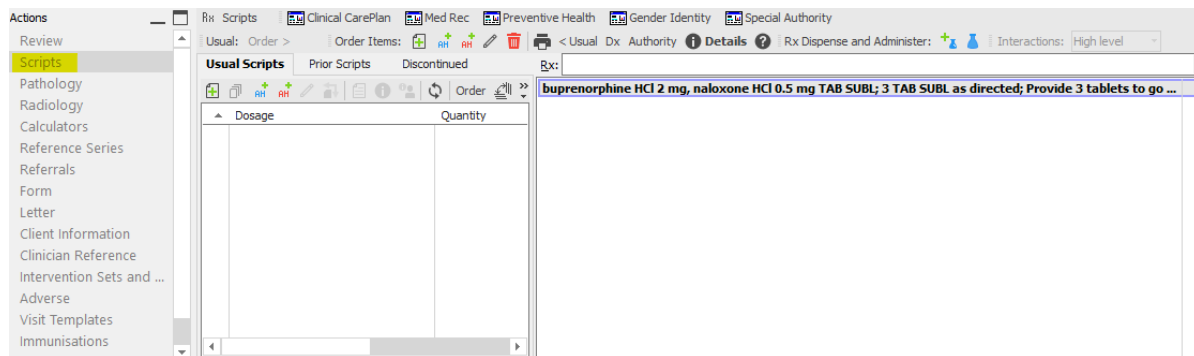 Actions
Review
Scripts
Pathology
Radiology
Calculators
Reference Series
Referrals
Form
Letter
Client Information
Clinician Reference
Intervention Sets and ...
Adverse
Visit Templates
Immunisations
Rx Scripts Clinical CarePlan Med Rec Preventive Health Gender Identity Special Authority
Usual: Order > Order Items: AH AH < Usual Dx Authority Details Rx Dispense and Administer: Interactions: High level
Usual Scripts Prior Scripts Discontinued
AH AH Order »
Dosage Quantity
Rx:
buprenorphine HCl 2 mg, naloxone HCl 0.5 mg TAB SUBL; 3 TAB SUBL as directed; Provide 3 tablets to go ...